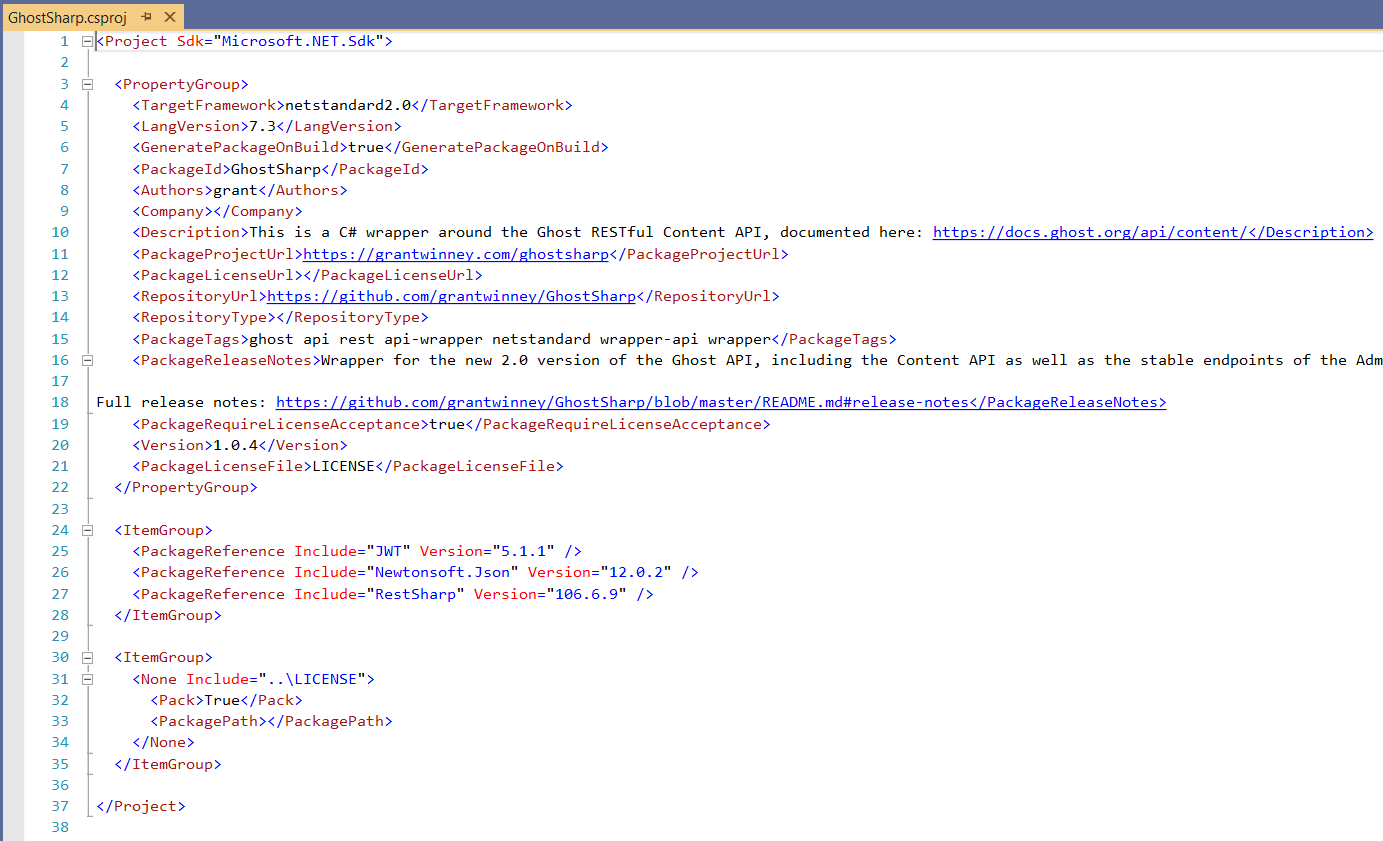 GhostSharp.csproj
1 <Project Sdk="Microsoft.NET.Sdk">
2
3   <PropertyGroup>
4     <TargetFramework>netstandard2.0</TargetFramework>
5     <LangVersion>7.3</LangVersion>
6     <GeneratePackageOnBuild>true</GeneratePackageOnBuild>
7     <PackageId>GhostSharp</PackageId>
8     <Authors>grant</Authors>
9     <Company></Company>
10     <Description>This is a C# wrapper around the Ghost RESTful Content API, documented here: https://docs.ghost.org/api/content/</Description>
11     <PackageProjectUrl>https://grantwinney.com/ghostsharp</PackageProjectUrl>
12     <PackageLicenseUrl></PackageLicenseUrl>
13     <RepositoryUrl>https://github.com/grantwinney/GhostSharp</RepositoryUrl>
14     <RepositoryType></RepositoryType>
15     <PackageTags>ghost api rest api-wrapper netstandard wrapper-api wrapper</PackageTags>
16     <PackageReleaseNotes>Wrapper for the new 2.0 version of the Ghost API, including the Content API as well as the stable endpoints of the Adm
17
18 Full release notes: https://github.com/grantwinney/GhostSharp/blob/master/README.md#release-notes</PackageReleaseNotes>
19     <PackageRequireLicenseAcceptance>true</PackageRequireLicenseAcceptance>
20     <Version>1.0.4</Version>
21     <PackageLicenseFile>LICENSE</PackageLicenseFile>
22   </PropertyGroup>
23
24   <ItemGroup>
25     <PackageReference Include="JWT" Version="5.1.1" />
26     <PackageReference Include="Newtonsoft.Json" Version="12.0.2" />
27     <PackageReference Include="RestSharp" Version="106.6.9" />
28   </ItemGroup>
29
30   <ItemGroup>
31     <None Include="..\LICENSE">
32       <Pack>True</Pack>
33       <PackagePath></PackagePath>
34     </None>
35   </ItemGroup>
36
37 </Project>
38